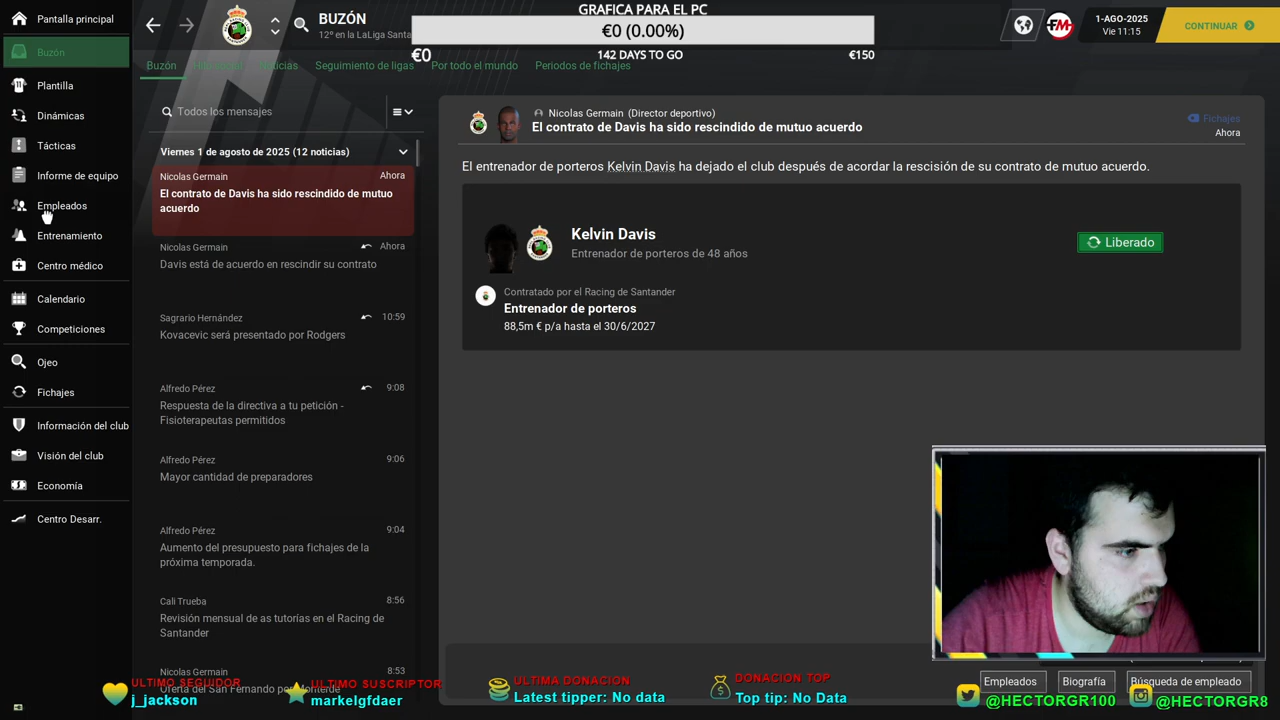 Pantalla principal
Buzón
Plantilla
Dinámicas
Tácticas
Informe de equipo
Empleados
Entrenamiento
Centro médico
Calendario
Competiciones
Ojeo
Fichajes
Información del club
Visión del club
Economía
Centro Desarr.
BUZÓN
12º en la LaLiga Santa
GRAFICA PARA EL PC
€0 (0.00%)
€0
142 DAYS TO GO
€150
1-AGO-2025
Vie 11:15
CONTINUAR
Buzón
Noticias
Seguimiento de ligas
Por todo el mundo
Periodos de fichajes
Todos los mensajes
Viernes 1 de agosto de 2025 (12 noticias)
Nicolas Germain
Ahora
El contrato de Davis ha sido rescindido de mutuo
acuerdo
Nicolas Germain
Ahora
Davis está de acuerdo en rescindir su contrato
Sagrario Hernández
10:59
Kovacevic será presentado por Rodgers
Alfredo Pérez
9:08
Respuesta de la directiva a tu petición -
Fisioterapeutas permitidos
Alfredo Pérez
9:06
Mayor cantidad de preparadores
Alfredo Pérez
9:04
Aumento del presupuesto para fichajes de la
próxima temporada.
Cali Trueba
8:56
Revisión mensual de as tutorías en el Racing de
Santander
Nicolas Germain
8:53
Oferta del San Fernando por Monterde
Nicolas Germain (Director deportivo)
El contrato de Davis ha sido rescindido de mutuo acuerdo
Fichajes
Ahora
El entrenador de porteros Kelvin Davis ha dejado el club después de acordar la rescisión de su contrato de mutuo acuerdo.
Kelvin Davis
Entrenador de porteros de 48 años
Liberado
Contratado por el Racing de Santander
Entrenador de porteros
88,5m € p/a hasta el 30/6/2027
Empleados
Biografía
Búsqueda de empleado
ULTIMO SEGUIDOR
j_jackson
ULTIMO SUSCRIPTOR
markelgfdaer
ULTIMA DONACION
Latest tipper: No data
DONACION TOP
Top tip: No Data
@HECTORGR100
@HECTORGR8